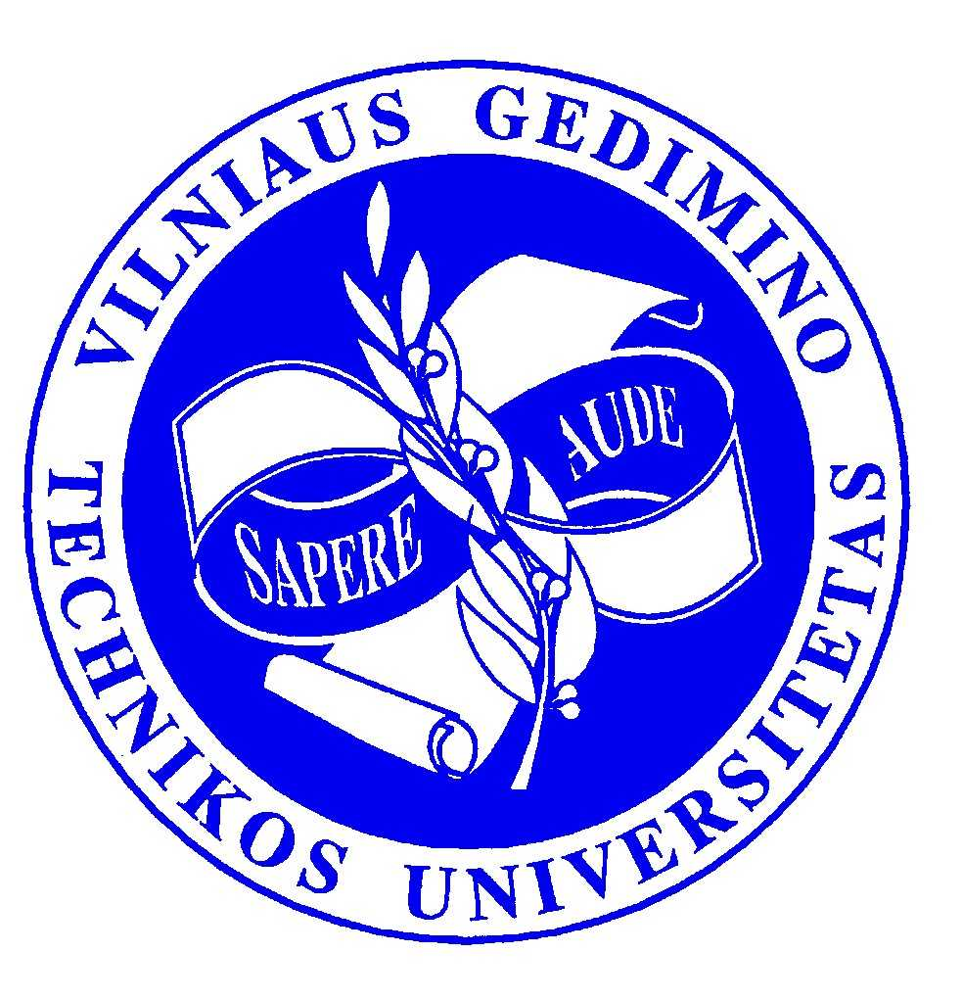 VILNIAUS GEDIMINO
TECHNIKOS UNIVERSITETAS
SAPERE
AUDE